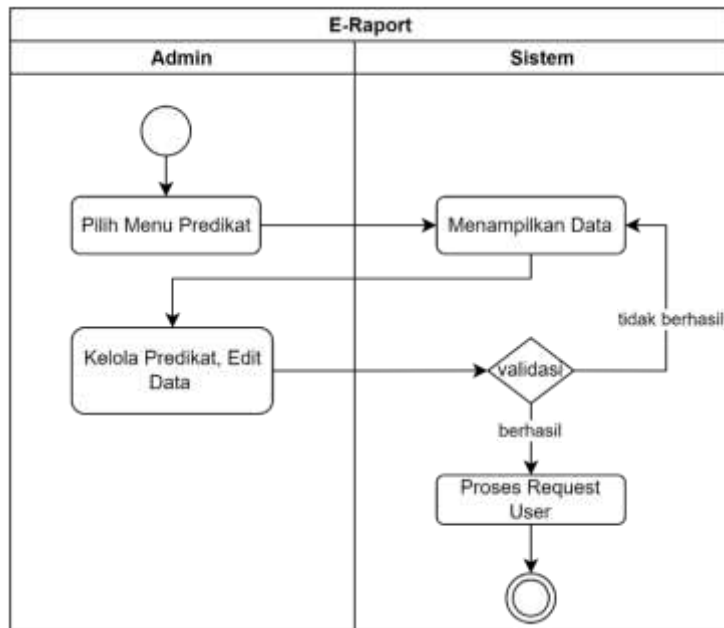 E-Raport
Admin
Sistem
Pilih Menu Predikat
Menampilkan Data
tidak berhasil
Kelola Predikat, Edit
Data
validasi
berhasil
Proses Request
User